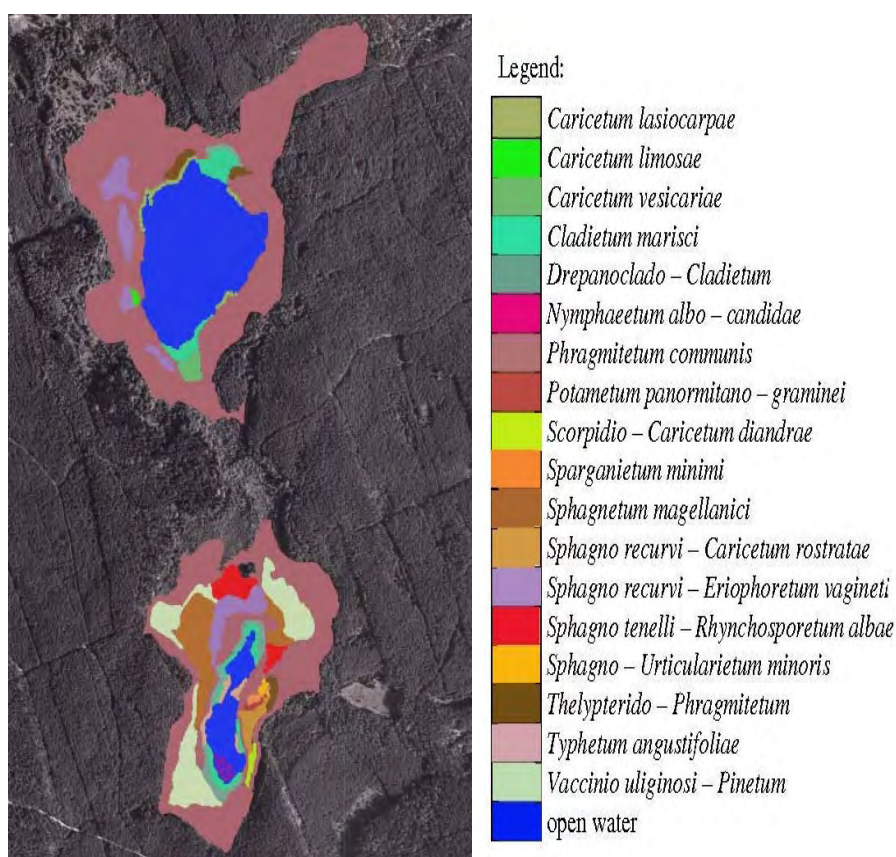 Legend:
Caricetum lasiocarpae
Caricetum limosae
Caricetum vesicariae
Cladietum marisci
Drepanoclado – Cladietum
Nymphaeetum albo – candidae
Phragmitetum communis
Potametum panormitano – graminei
Scorpidio – Caricetum diandrae
Sparganietum minimi
Sphagnetum magellanici
Sphagno recurvi – Caricetum rostratae
Sphagno recurvi – Eriophoretum vagineti
Sphagno tenelli – Rhynchosporetum albae
Sphagno – Urticularietum minoris
Thelypterido – Phragmitetum
Typhetum angustifoliae
Vaccinio uliginosi – Pinetum
open water